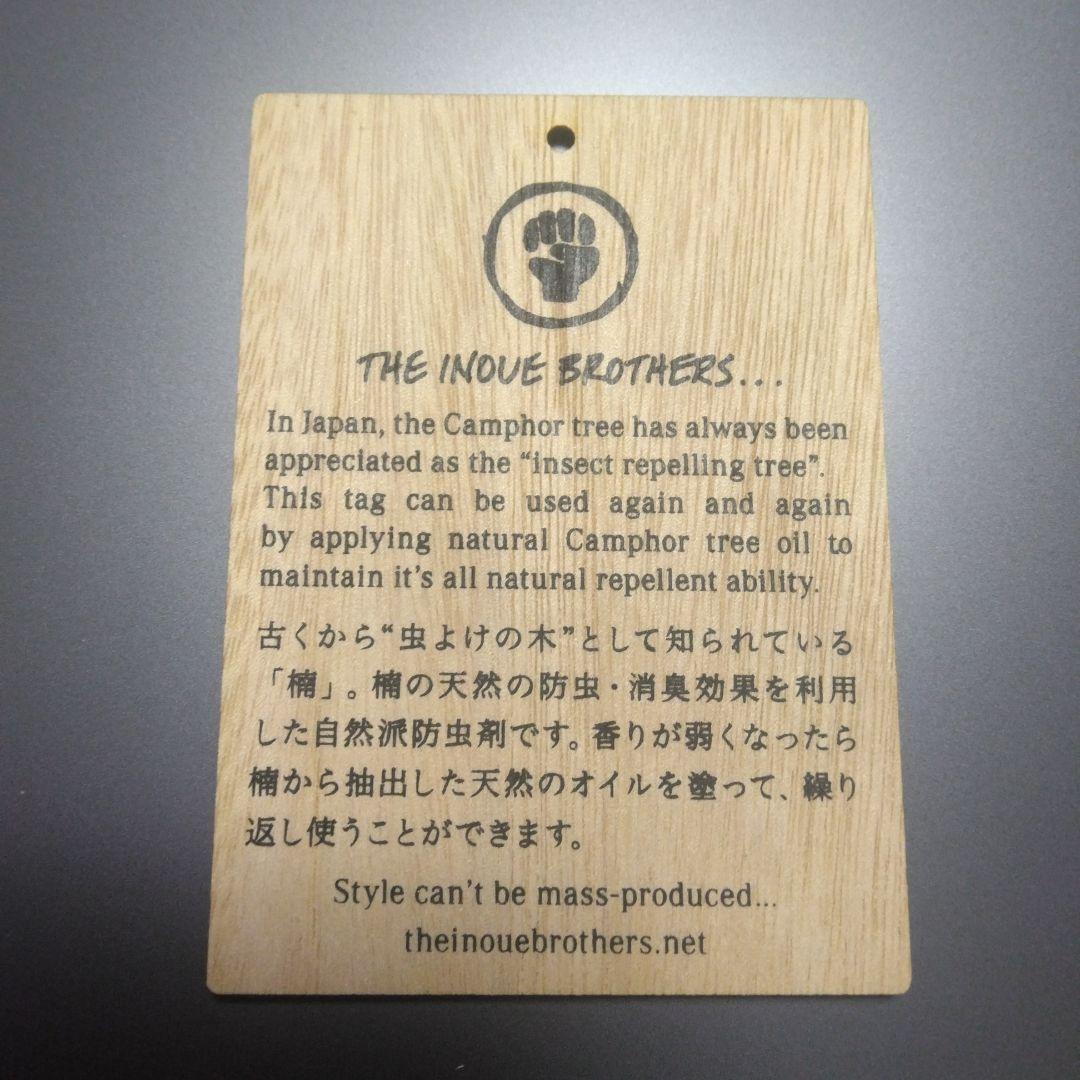 THE INOUE BROTHERS...
In Japan, the Camphor tree has always been
appreciated as the “insect repelling tree”.
This tag can be used again and again
by applying natural Camphor tree oil to
maintain it’s all natural repellent ability.
古くから“虫よけの木”として知られている
「楠」。楠の天然の防虫・消臭効果を利用
した自然派防虫剤です。香りが弱くなったら
楠から抽出した天然のオイルを塗って、繰り
返し使うことができます。
Style can’t be mass-produced...
theinouebrothers.net